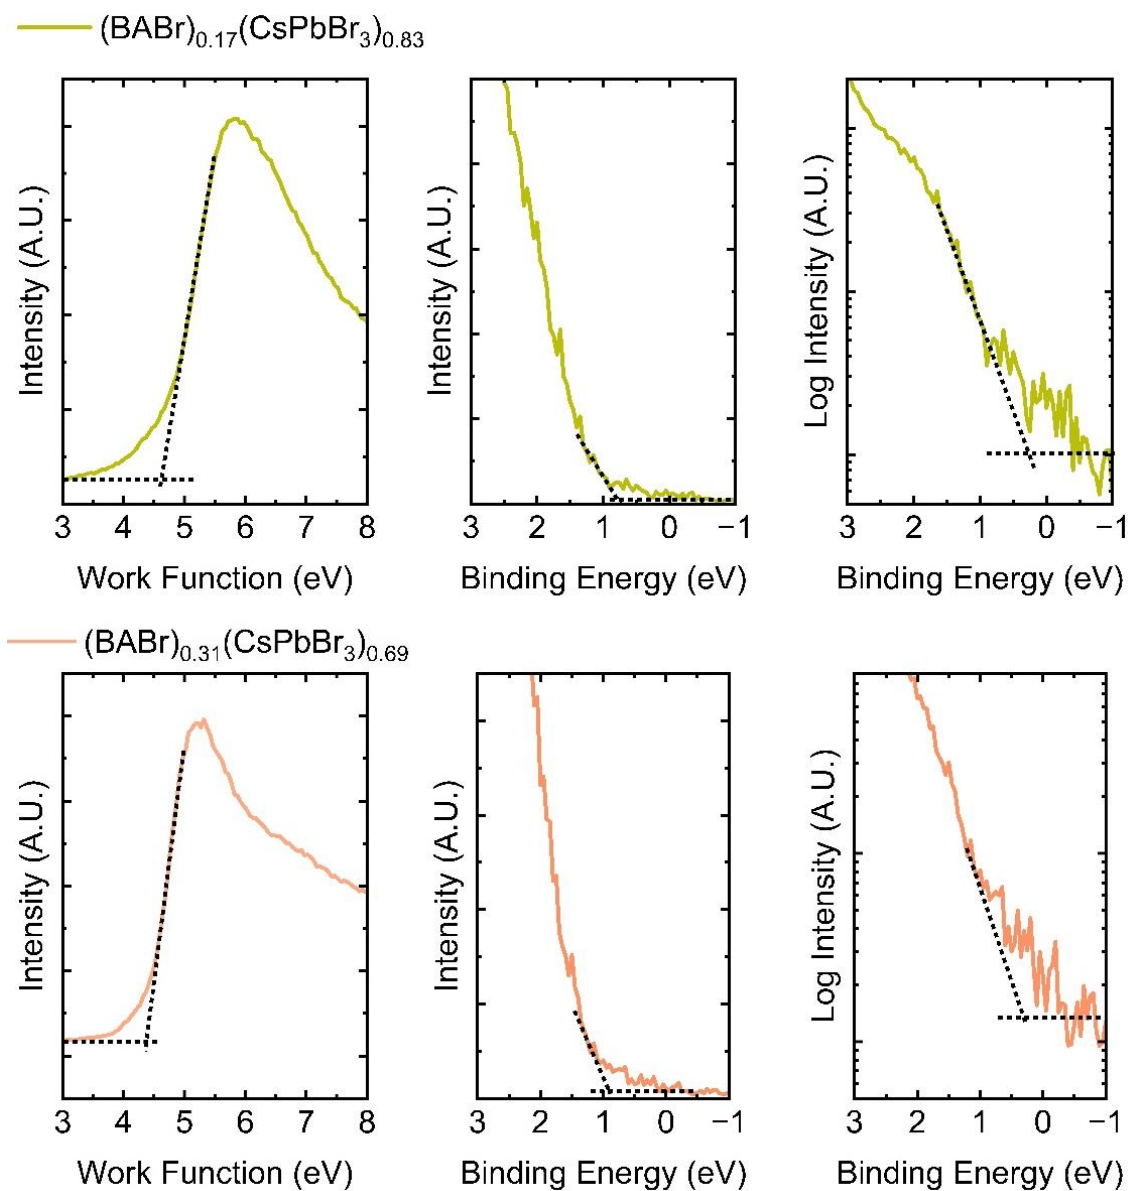 (BABr)0.17(CsPbBr3)0.83
Intensity (A.U.)
3 4 5 6 7 8
Work Function (eV)
Intensity (A.U.)
3 2 1 0 −1
Binding Energy (eV)
Log Intensity (A.U.)
3 2 1 0 −1
Binding Energy (eV)
(BABr)0.31(CsPbBr3)0.69
Intensity (A.U.)
3 4 5 6 7 8
Work Function (eV)
Intensity (A.U.)
3 2 1 0 −1
Binding Energy (eV)
Log Intensity (A.U.)
3 2 1 0 −1
Binding Energy (eV)